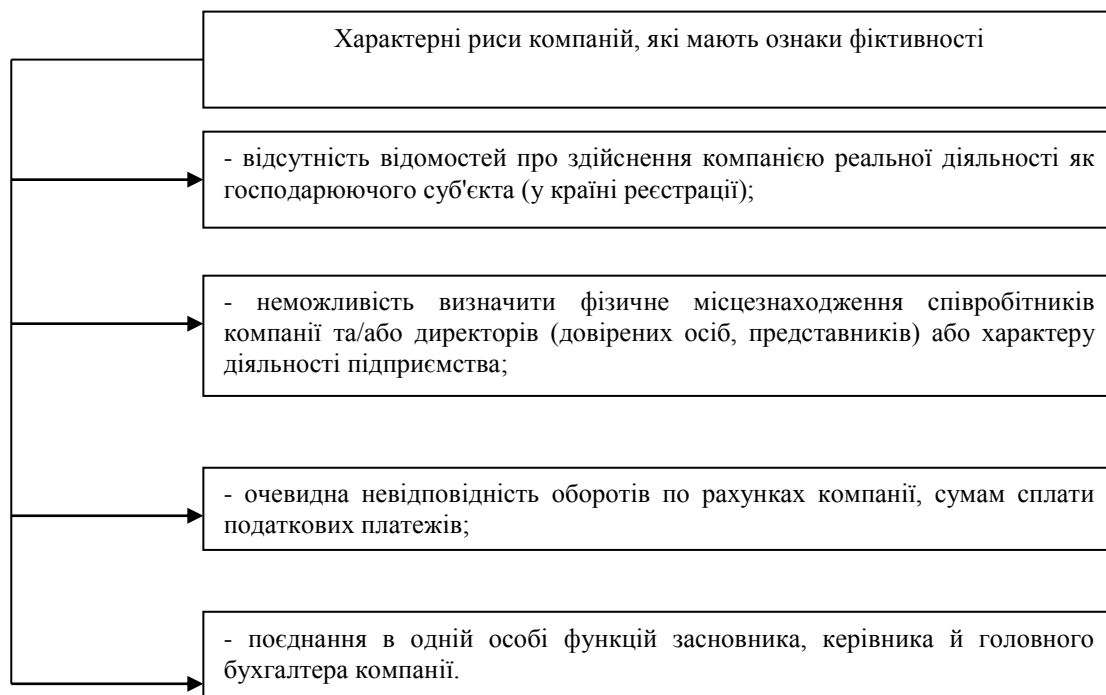 Характерні риси компаній, які мають ознаки фіктивності
- відсутність відомостей про здійснення компанією реальної діяльності як
господарюючого суб'єкта (у країні реєстрації);
- неможливість визначити фізичне місцезнаходження співробітників
компанії та/або директорів (довірених осіб, представників) або характеру
діяльності підприємства;
- очевидна невідповідність оборотів по рахунках компанії, сумам сплати
податкових платежів;
- поєднання в одній особі функцій засновника, керівника й головного
бухгалтера компанії.